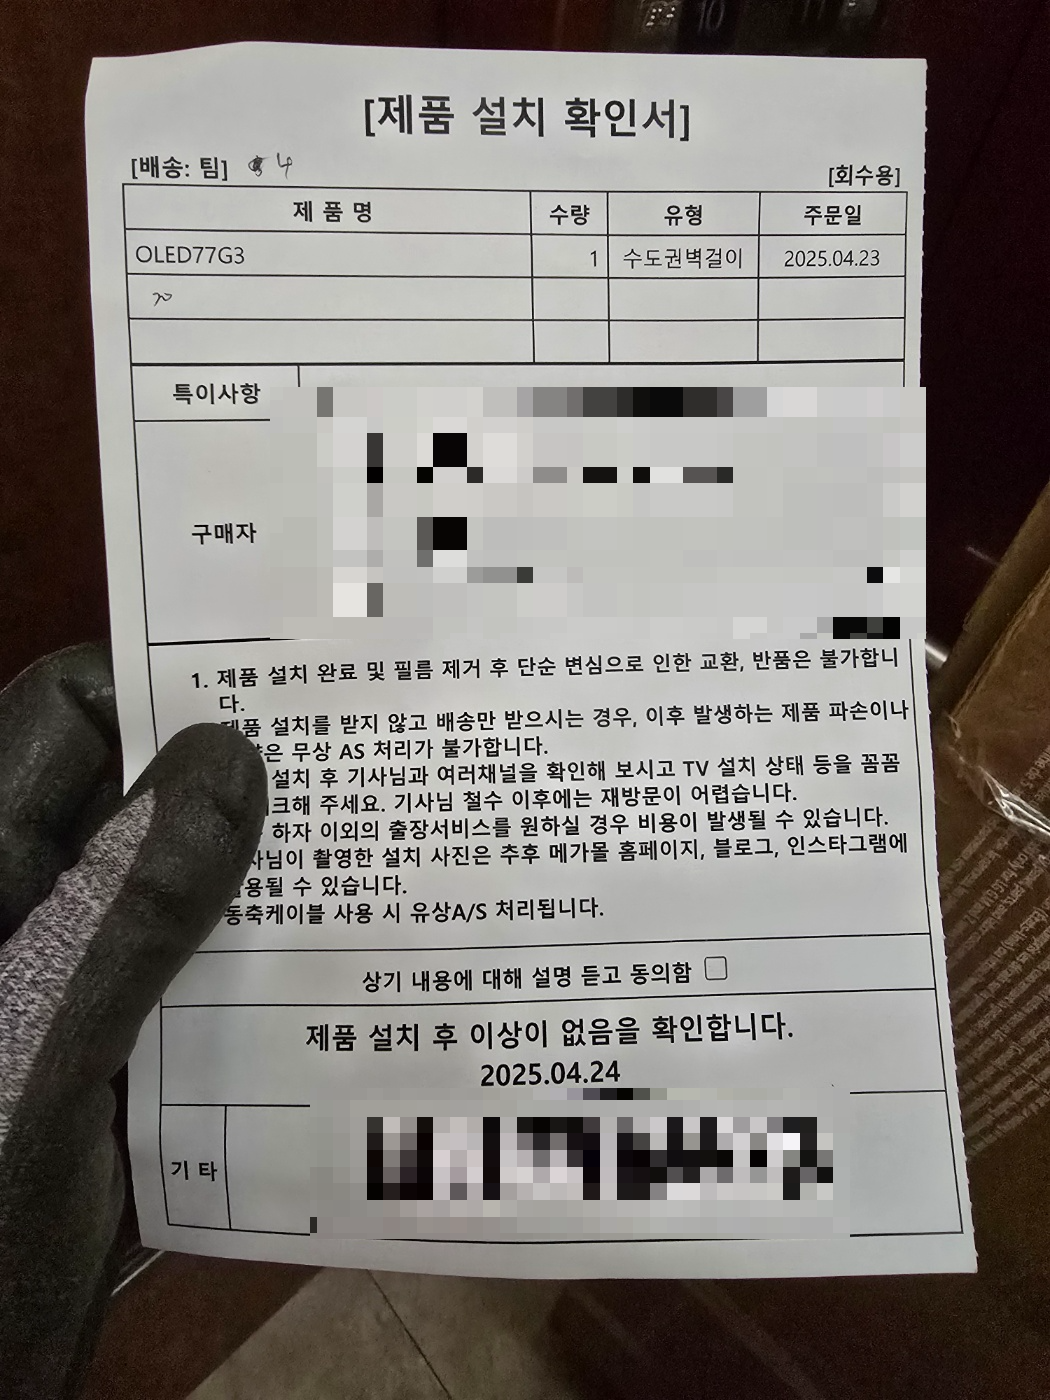 [제품 설치 확인서]
[배송: 팀] 4
[회수용]
제 품 명 수량 유형 주문일
OLED77G3 1 수도권벽걸이 2025.04.23
특이사항
구매자
1. 제품 설치 완료 및 필름 제거 후 단순 변심으로 인한 교환, 반품은 불가합니
다.
제품 설치를 받지 않고 배송만 받으시는 경우, 이후 발생하는 제품 파손이나
은 무상 AS 처리가 불가합니다.
설치 후 기사님과 여러채널을 확인해 보시고 TV 설치 상태 등을 꼼꼼
크해 주세요. 기사님 철수 이후에는 재방문이 어렵습니다.
하자 이외의 출장서비스를 원하실 경우 비용이 발생될 수 있습니다.
사님이 촬영한 설치 사진은 추후 메가몰 홈페이지, 블로그, 인스타그램에
용될 수 있습니다.
동축케이블 사용 시 유상A/S 처리됩니다.
상기 내용에 대해 설명 듣고 동의함
제품 설치 후 이상이 없음을 확인합니다.
2025.04.24
기 타
10